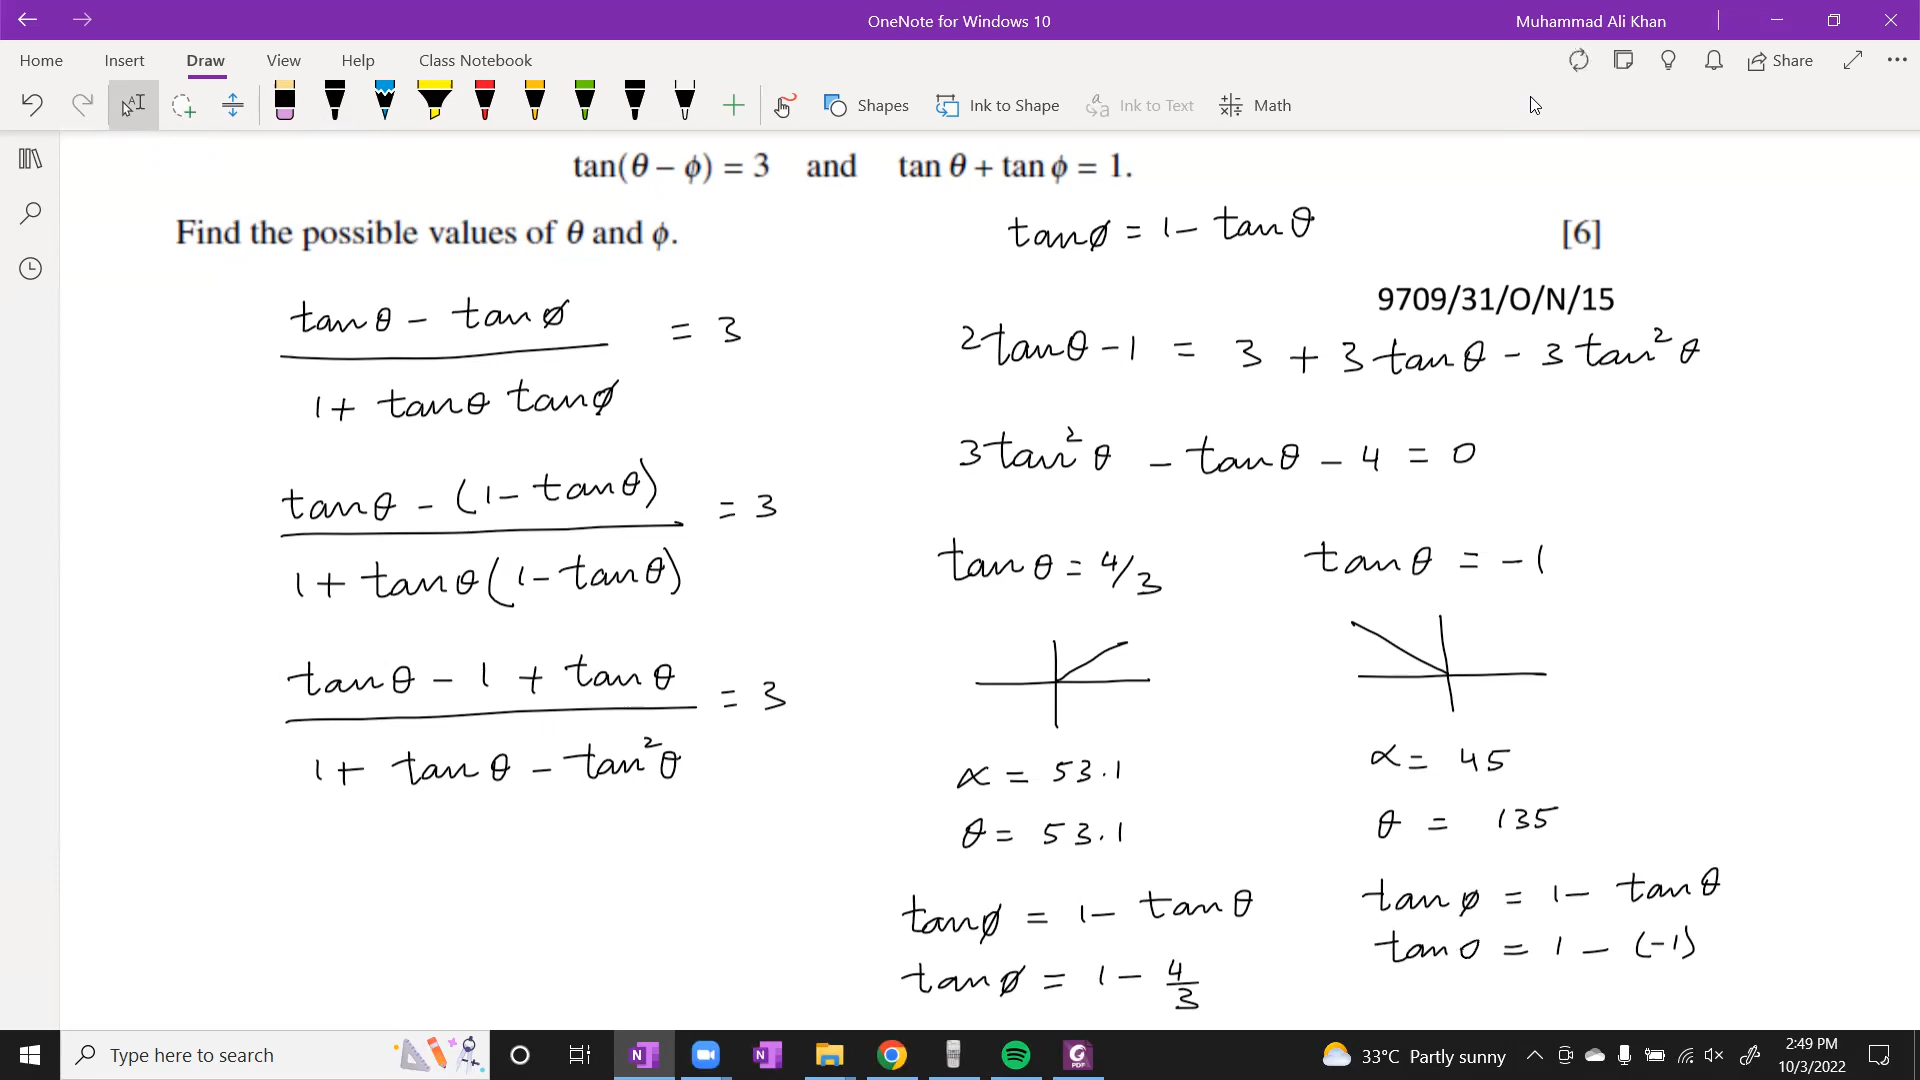 OneNote for Windows 10
Muhammad Ali Khan
Home Insert Draw View Help Class Notebook
Share
Shapes Ink to Shape Ink to Text Math
tan(θ − ϕ) = 3 and tan θ + tan ϕ = 1.
Find the possible values of θ and ϕ.
[6]
tanϕ = 1 − tanθ
9709/31/O/N/15
tanθ − tanϕ / 1 + tanθ tanϕ = 3
tanθ − (1 − tanθ) / 1 + tanθ(1 − tanθ) = 3
tanθ − 1 + tanθ / 1 + tanθ − tan²θ = 3
2tanθ − 1 = 3 + 3tanθ − 3tan²θ
3tan²θ − tanθ − 4 = 0
tanθ = 4/3
α = 53.1
θ = 53.1
tanϕ = 1 − tanθ
tanϕ = 1 − 4/3
tanθ = −1
α = 45
θ = 135
tanϕ = 1 − tanθ
tan0 = 1 − (−1)
Type here to search
33°C Partly sunny
2:49 PM
10/3/2022